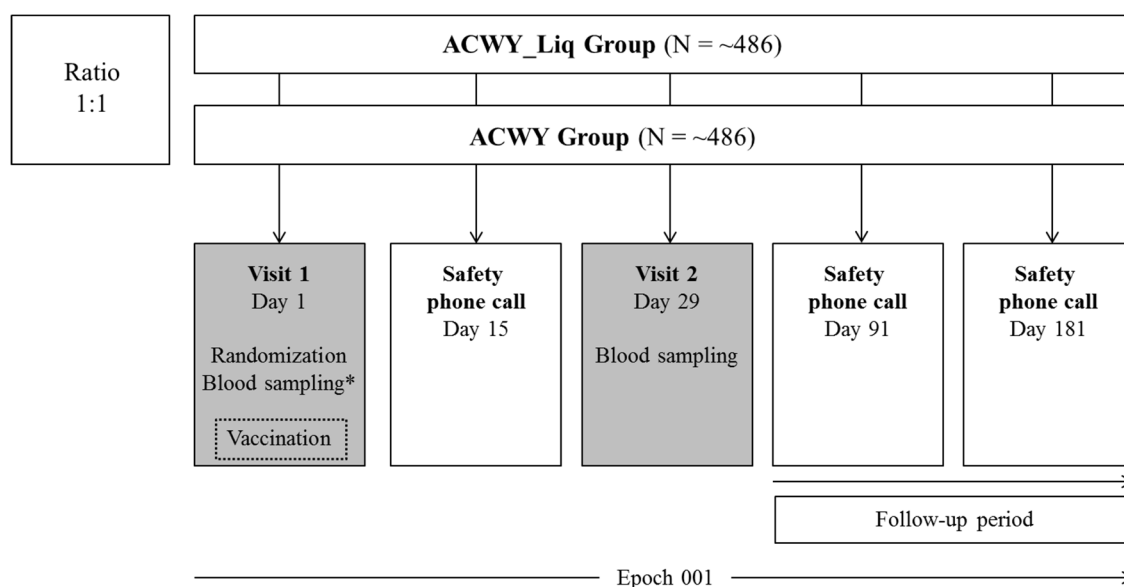 Ratio
1:1
ACWY_Liq Group (N = ~486)
ACWY Group (N = ~486)
Visit 1
Day 1
Randomization
Blood sampling*
Vaccination
Safety
phone call
Day 15
Visit 2
Day 29
Blood sampling
Safety
phone call
Day 91
Safety
phone call
Day 181
Follow-up period
Epoch 001